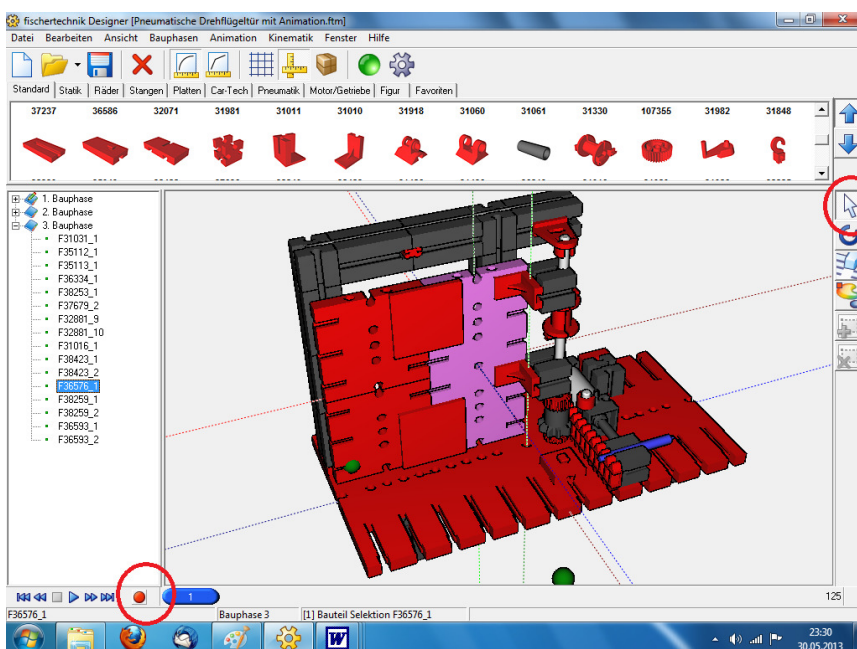 fischertechnik Designer [Pneumatische Drehflügeltür mit Animation.ftm]
Datei Bearbeiten Ansicht Bauphasen Animation Kinematik Fenster Hilfe
Standard Statik Räder Stangen Platten Car-Tech Pneumatik Motor/Getriebe Figur Favoriten
37237 36586 32071 31981 31011 31010 31918 31060 31061 31330 107355 31982 31848
1. Bauphase
2. Bauphase
3. Bauphase
F31031_1
F35112_1
F35113_1
F36334_1
F38253_1
F37679_2
F32881_9
F32881_10
F31016_1
F38423_1
F38423_2
F36576_1
F38259_1
F38259_2
F36593_1
F36593_2
1 125
F36576_1 Bauphase 3 [1] Bauteil Selektion F36576_1
W 23:30
30.05.2013